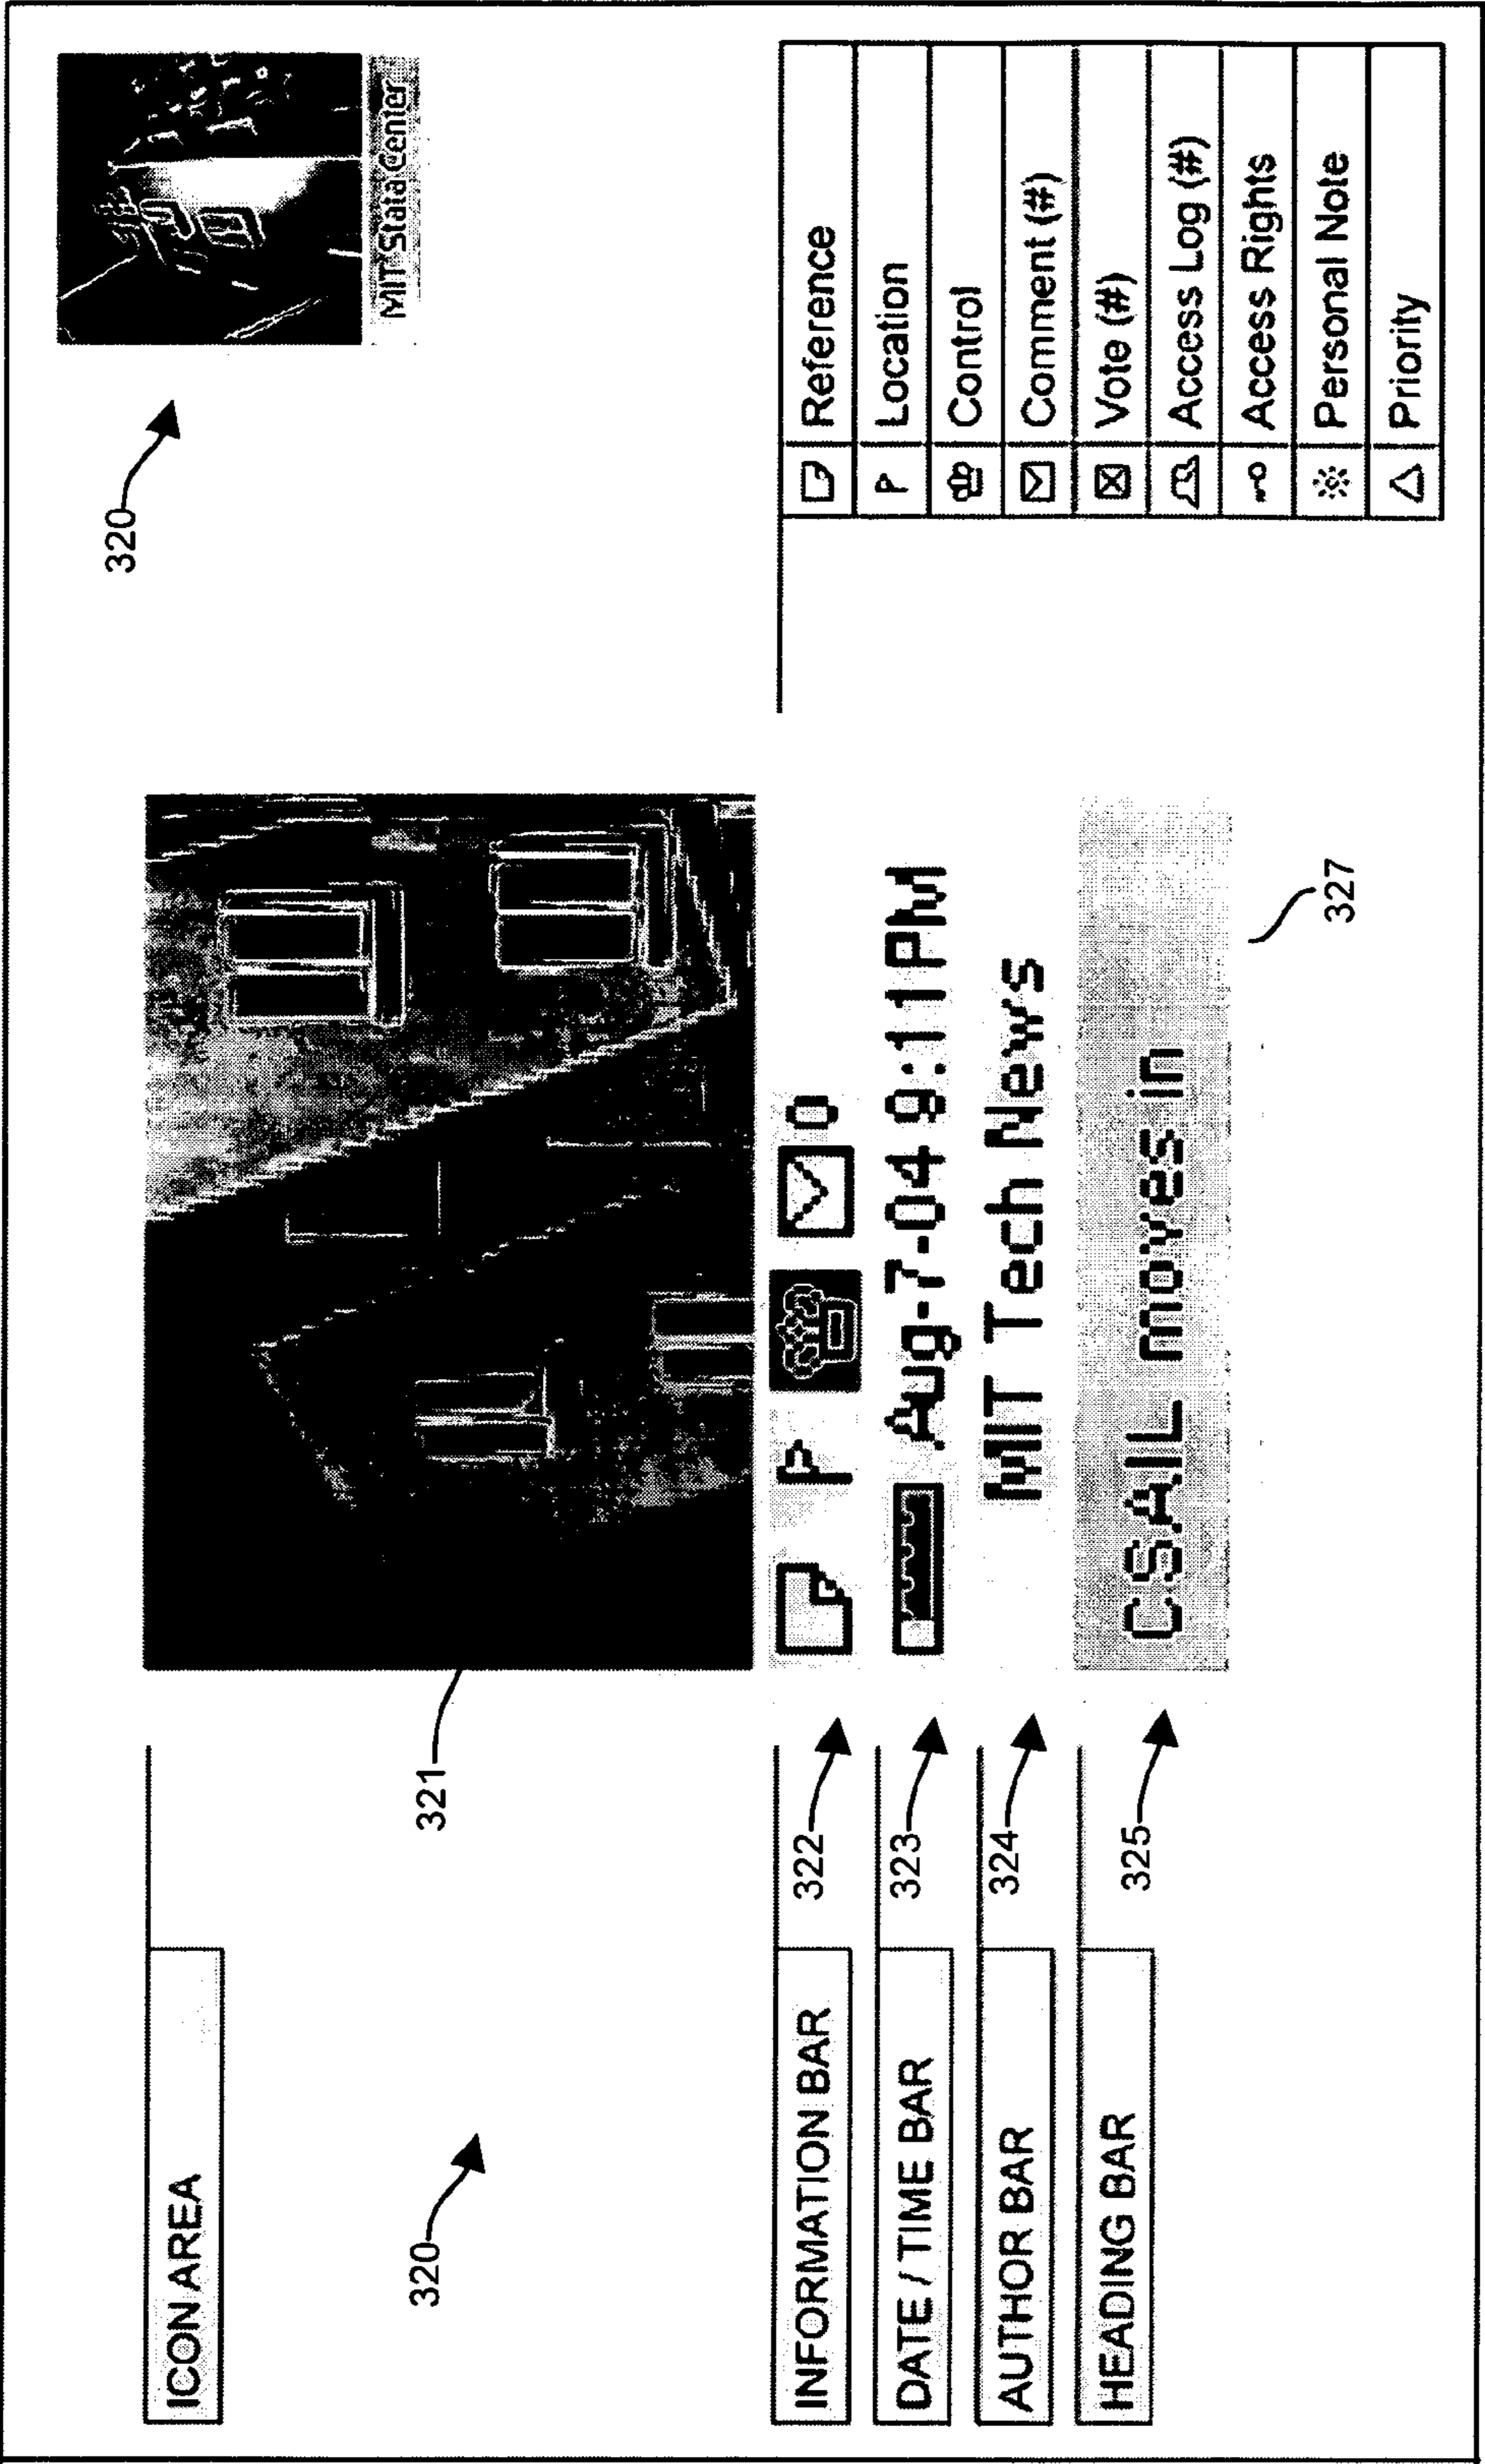 ICON AREA
320
321
320
MIT Stata Center
INFORMATION BAR
322
0
DATE / TIME BAR
323
Aug-7-04 9:11PM
AUTHOR BAR
324
MIT Tech News
HEADING BAR
325
CSAIL moves in
327
Reference
Location
Control
Comment (#)
Vote (#)
Access Log (#)
Access Rights
Personal Note
Priority